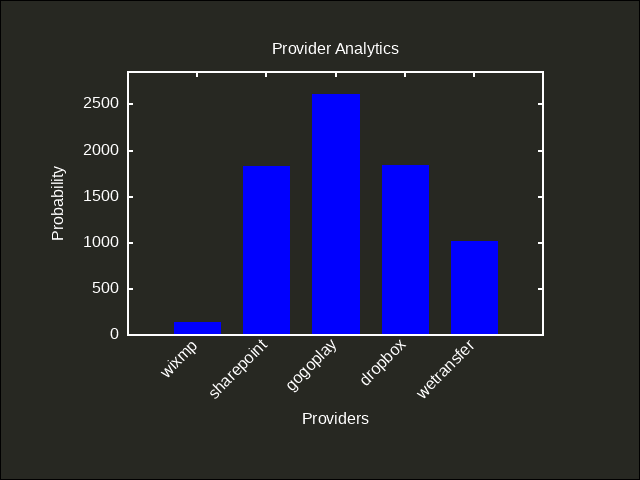 Provider Analytics
Probability
2500
2000
1500
1000
500
0
wixmp
sharepoint
gogoplay
dropbox
wetransfer
Providers